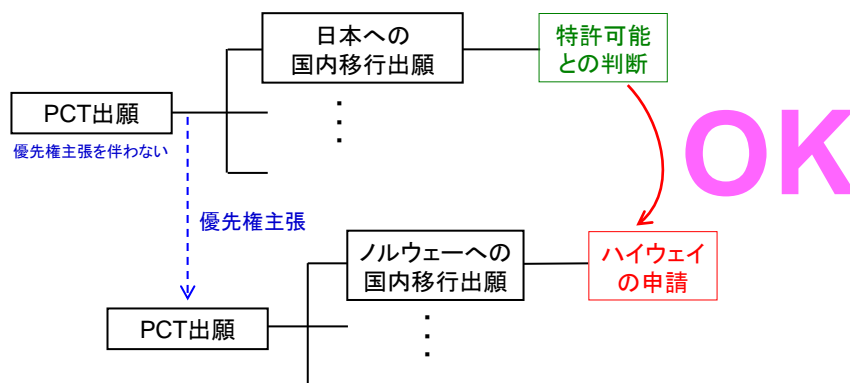 日本への
国内移行出願
特許可能
との判断
PCT出願
優先権主張を伴わない
OK
優先権主張
ノルウェーへの
国内移行出願
ハイウェイ
の申請
PCT出願